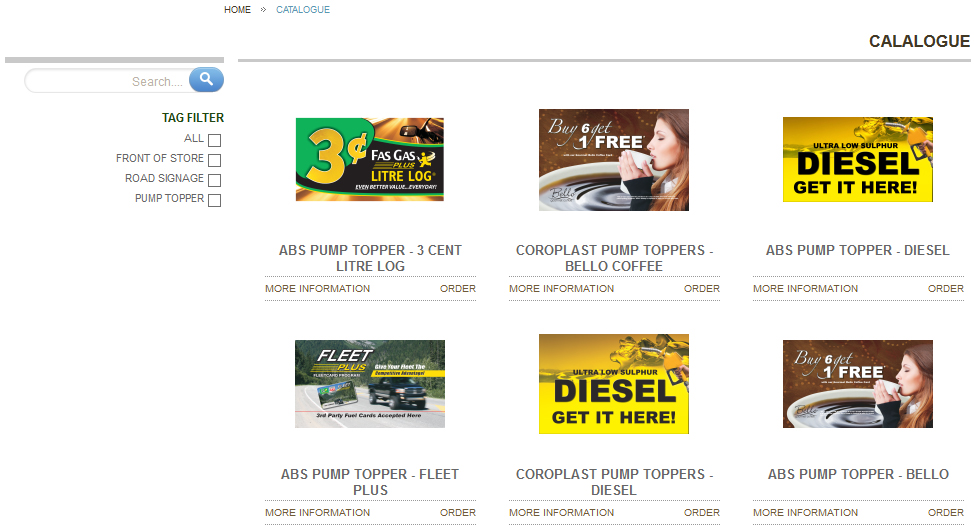 HOME » CATALOGUE
CALALOGUE
Search....
TAG FILTER
ALL
FRONT OF STORE
ROAD SIGNAGE
PUMP TOPPER
3¢
FAS GAS
PLUS
LITRE LOG
EVEN BETTER VALUE...EVERYDAY!
Buy 6 get
1 FREE
Bello
ULTRA LOW SULPHUR
DIESEL
GET IT HERE!
ABS PUMP TOPPER - 3 CENT
LITRE LOG
COROPLAST PUMP TOPPERS -
BELLO COFFEE
ABS PUMP TOPPER - DIESEL
MORE INFORMATION ORDER
MORE INFORMATION ORDER
MORE INFORMATION ORDER
FLEET
PLUS
FLEETCARD PROGRAM
Give Your Fleet The
Competitive Advantage!
3rd Party Fuel Cards Accepted Here
ULTRA LOW SULPHUR
DIESEL
GET IT HERE!
Buy 6 get
1 FREE
Bello
ABS PUMP TOPPER - FLEET
PLUS
COROPLAST PUMP TOPPERS -
DIESEL
ABS PUMP TOPPER - BELLO
MORE INFORMATION ORDER
MORE INFORMATION ORDER
MORE INFORMATION ORDER